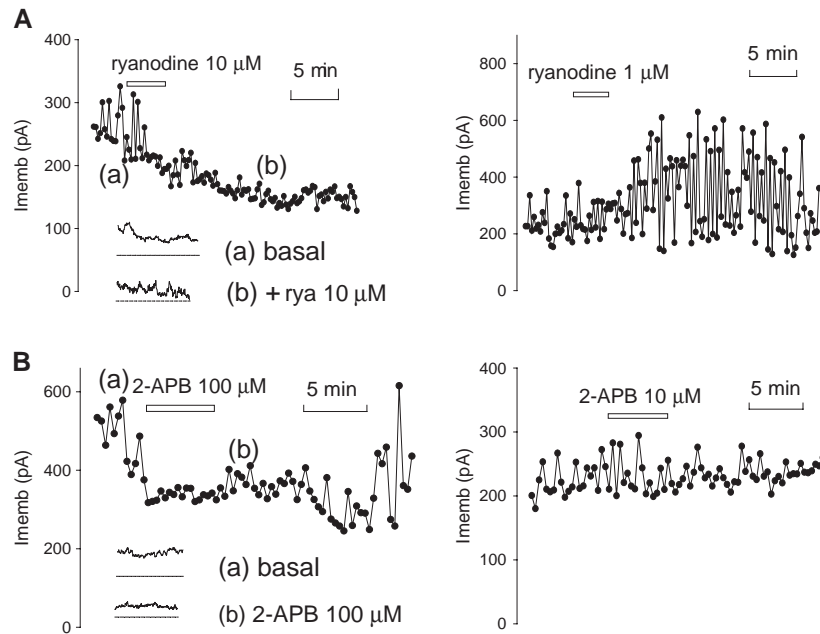 A
ryanodine 10 µM
5 min
400
300
200
100
0
Imemb (pA)
(a)
(b)
(a) basal
(b) + rya 10 µM
ryanodine 1 µM
5 min
800
600
400
200
0
Imemb (pA)
B
(a)
2-APB 100 µM
5 min
600
400
200
0
Imemb (pA)
(b)
(a) basal
(b) 2-APB 100 µM
2-APB 10 µM
5 min
400
300
200
100
0
Imemb (pA)